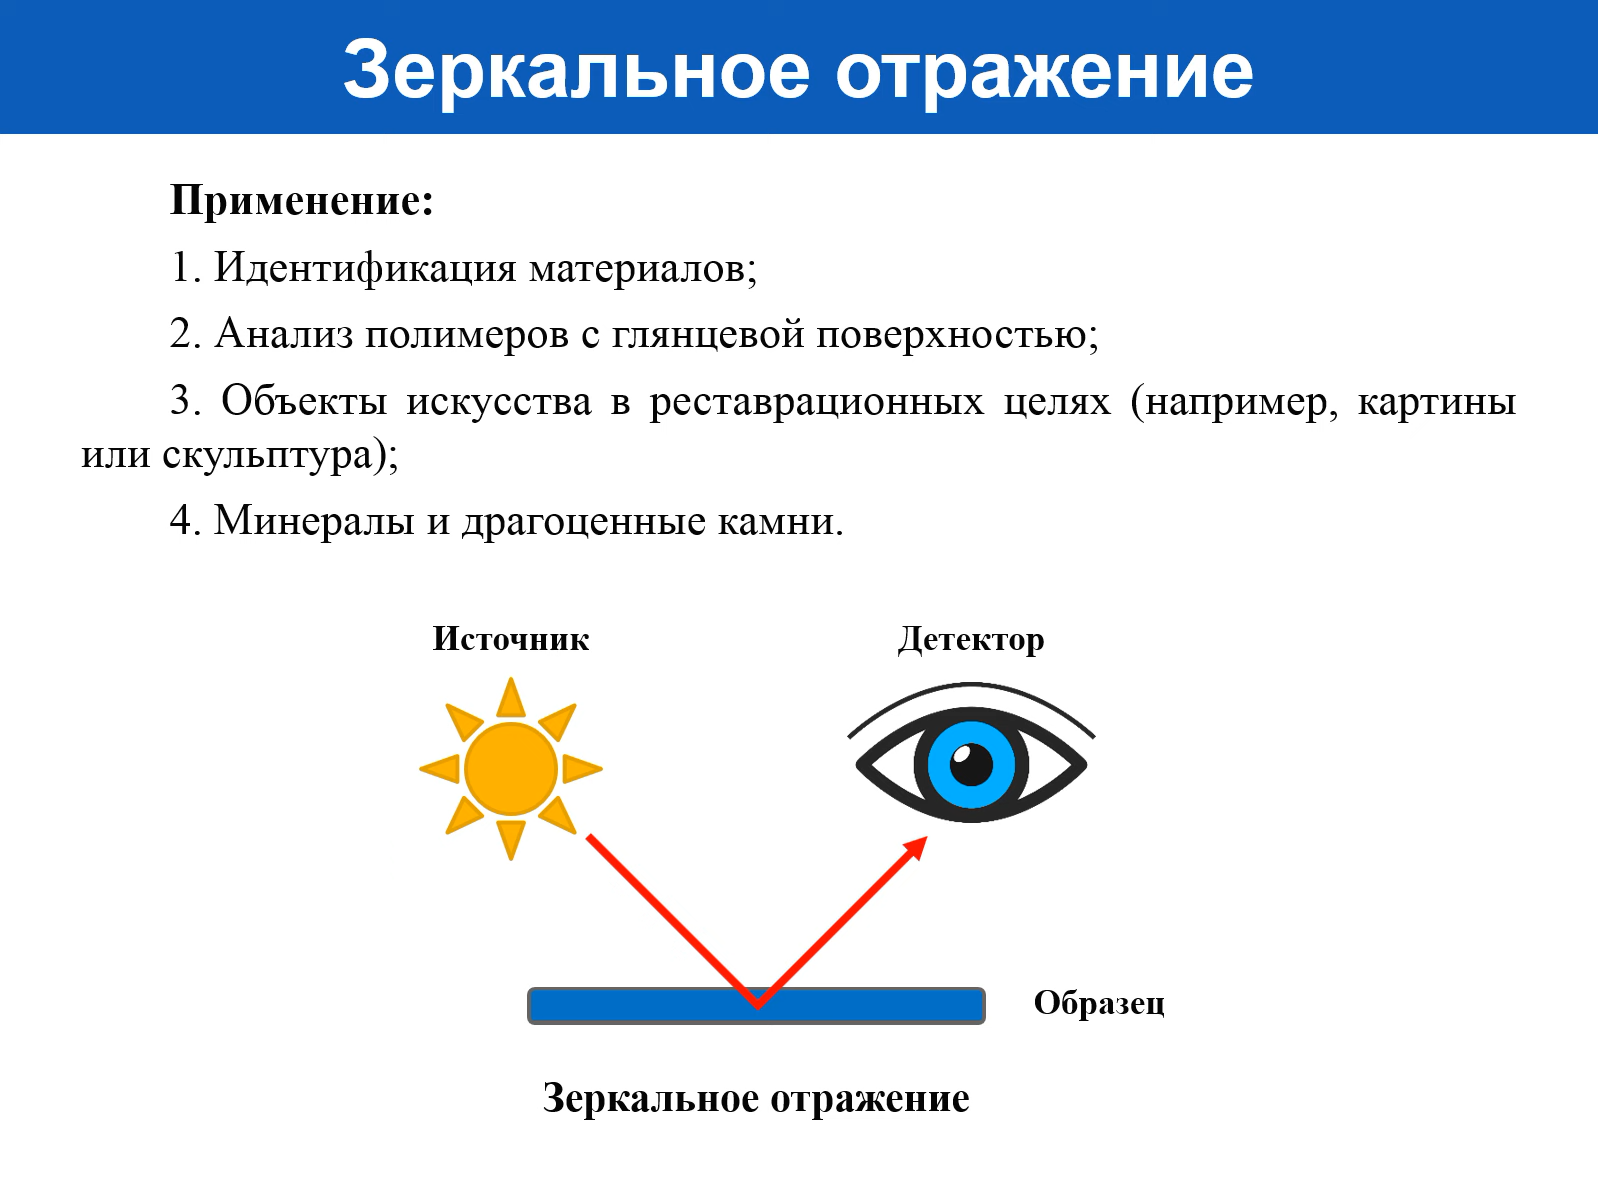 Зеркальное отражение
Применение:
1. Идентификация материалов;
2. Анализ полимеров с глянцевой поверхностью;
3. Объекты искусства в реставрационных целях (например, картины
или скульптура);
4. Минералы и драгоценные камни.
Источник
Детектор
Образец
Зеркальное отражение